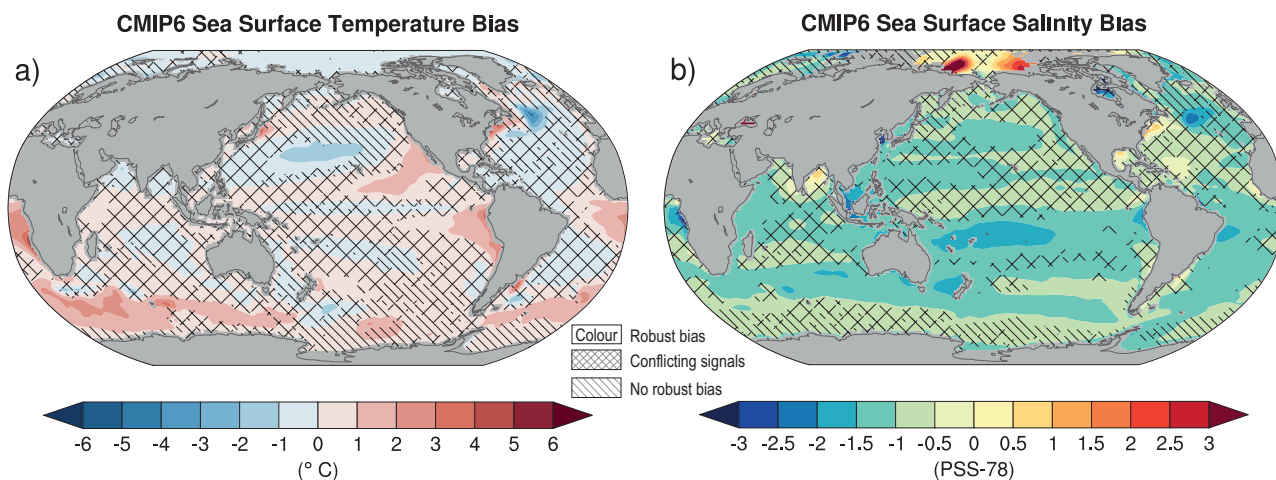 CMIP6 Sea Surface Temperature Bias
CMIP6 Sea Surface Salinity Bias
a)
b)
Colour Robust bias
Conflicting signals
No robust bias
-6 -5 -4 -3 -2 -1 0 1 2 3 4 5 6
(° C)
-3 -2.5 -2 -1.5 -1 -0.5 0 0.5 1 1.5 2 2.5 3
(PSS-78)